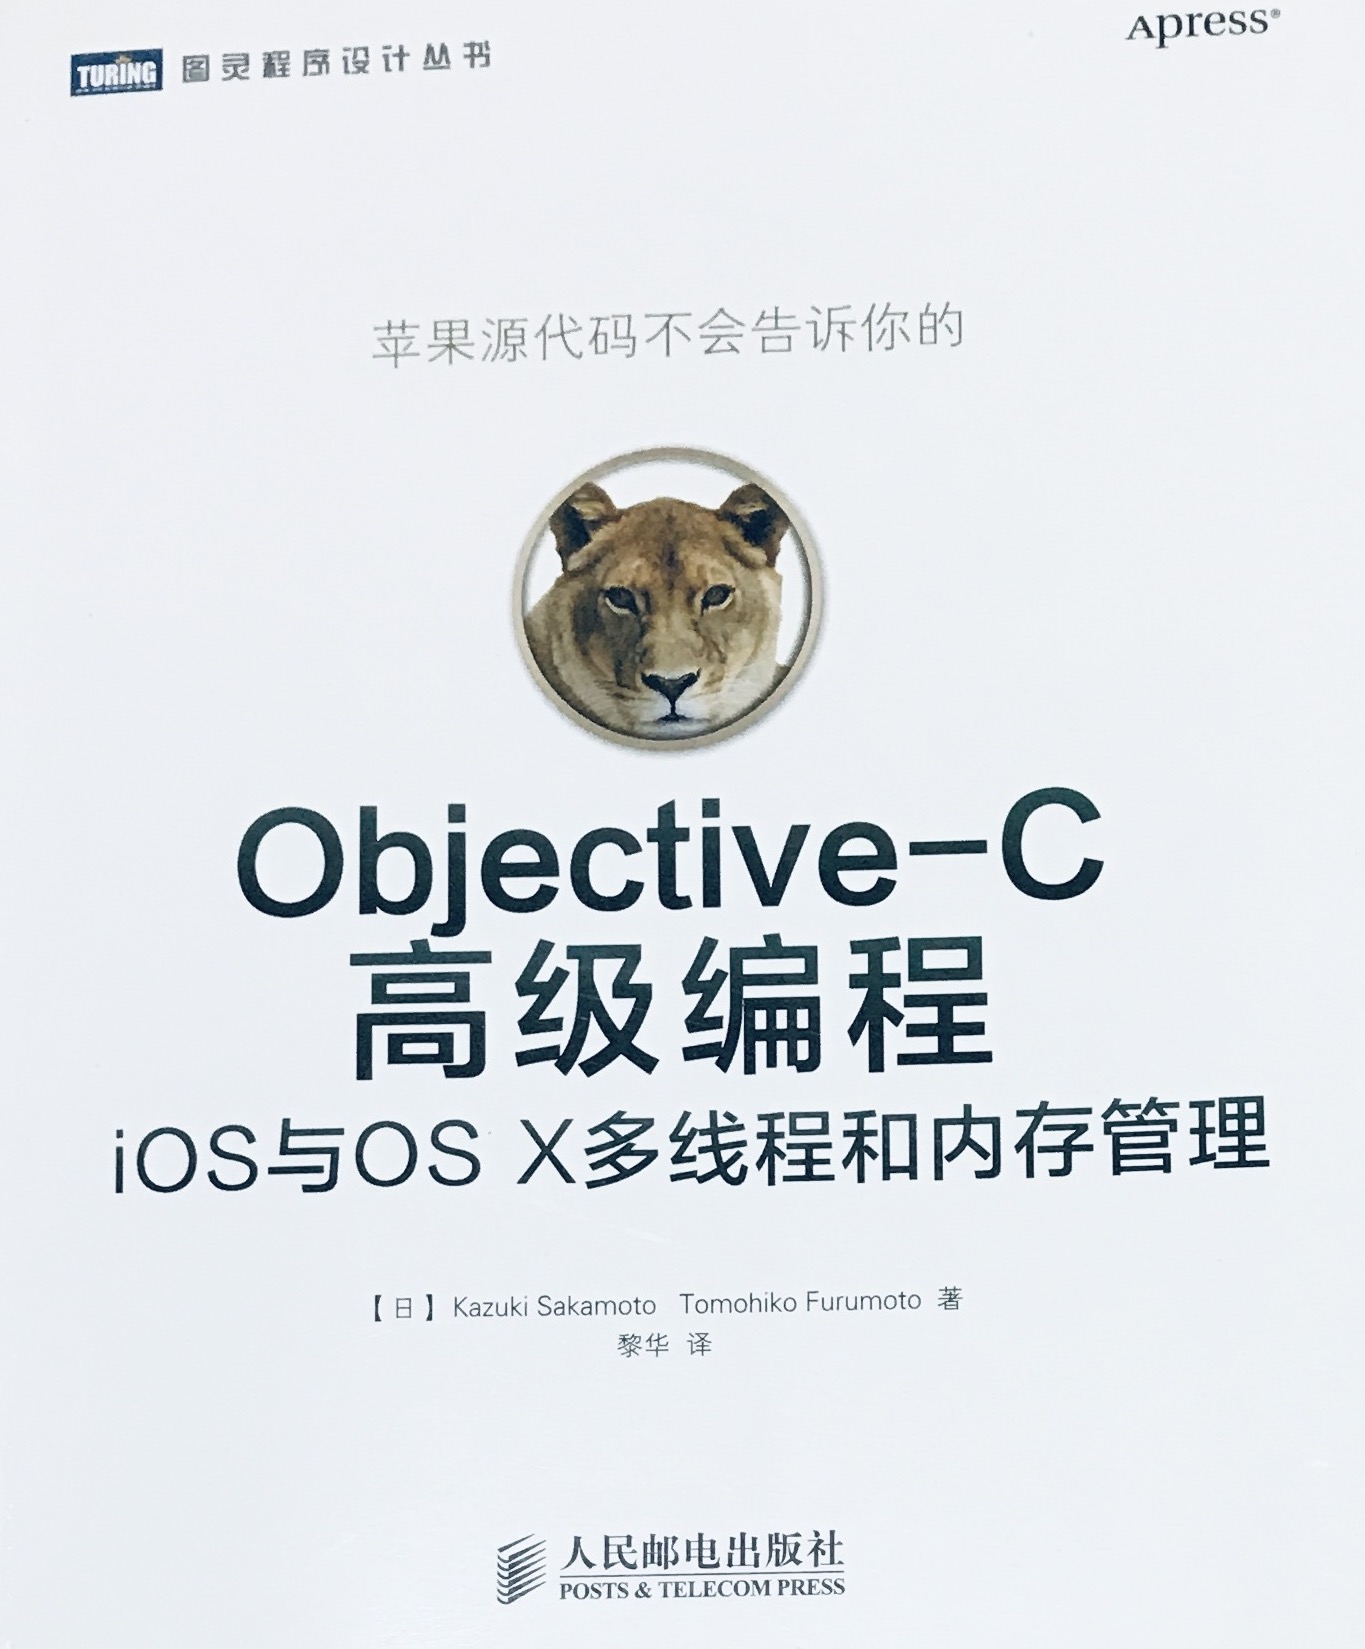 TURING 图灵程序设计丛书
Apress®
苹果源代码不会告诉你的
Objective-C
高级编程
iOS与OS X多线程和内存管理
【日】Kazuki Sakamoto Tomohiko Furumoto 著
黎华 译
人民邮电出版社
POSTS & TELECOM PRESS